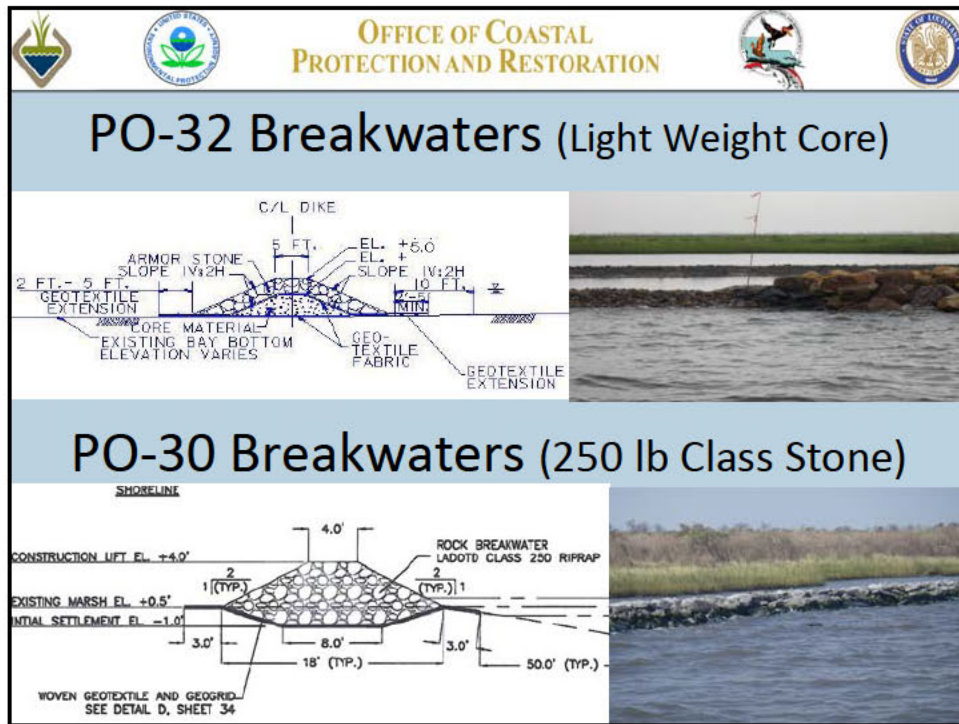 OFFICE OF COASTAL
PROTECTION AND RESTORATION
PO-32 Breakwaters (Light Weight Core)
C/L DIKE
5 FT.
EL. +5.0
ARMOR STONE
EL. +
SLOPE 1V:2H
SLOPE 1V:2H
2 FT.- 5 FT.
10 FT.
GEOTEXTILE
EXTENSION
MIN.
CORE MATERIAL
EXISTING BAY BOTTOM
ELEVATION VARIES
GEO-
TEXTILE
FABRIC
GEOTEXTILE
EXTENSION
PO-30 Breakwaters (250 lb Class Stone)
SHORELINE
4.0'
CONSTRUCTION LIFT EL. +4.0'
ROCK BREAKWATER
LADOTD CLASS 250 RIPRAP
2
1 (TYP.)
2
(TYP.) 1
EXISTING MARSH EL. +0.5'
INTIAL SETTLEMENT EL. -1.0'
3.0'
8.0'
3.0'
18' (TYP.)
50.0' (TYP.)
WOVEN GEOTEXTILE AND GEOGRID
SEE DETAIL D, SHEET 34